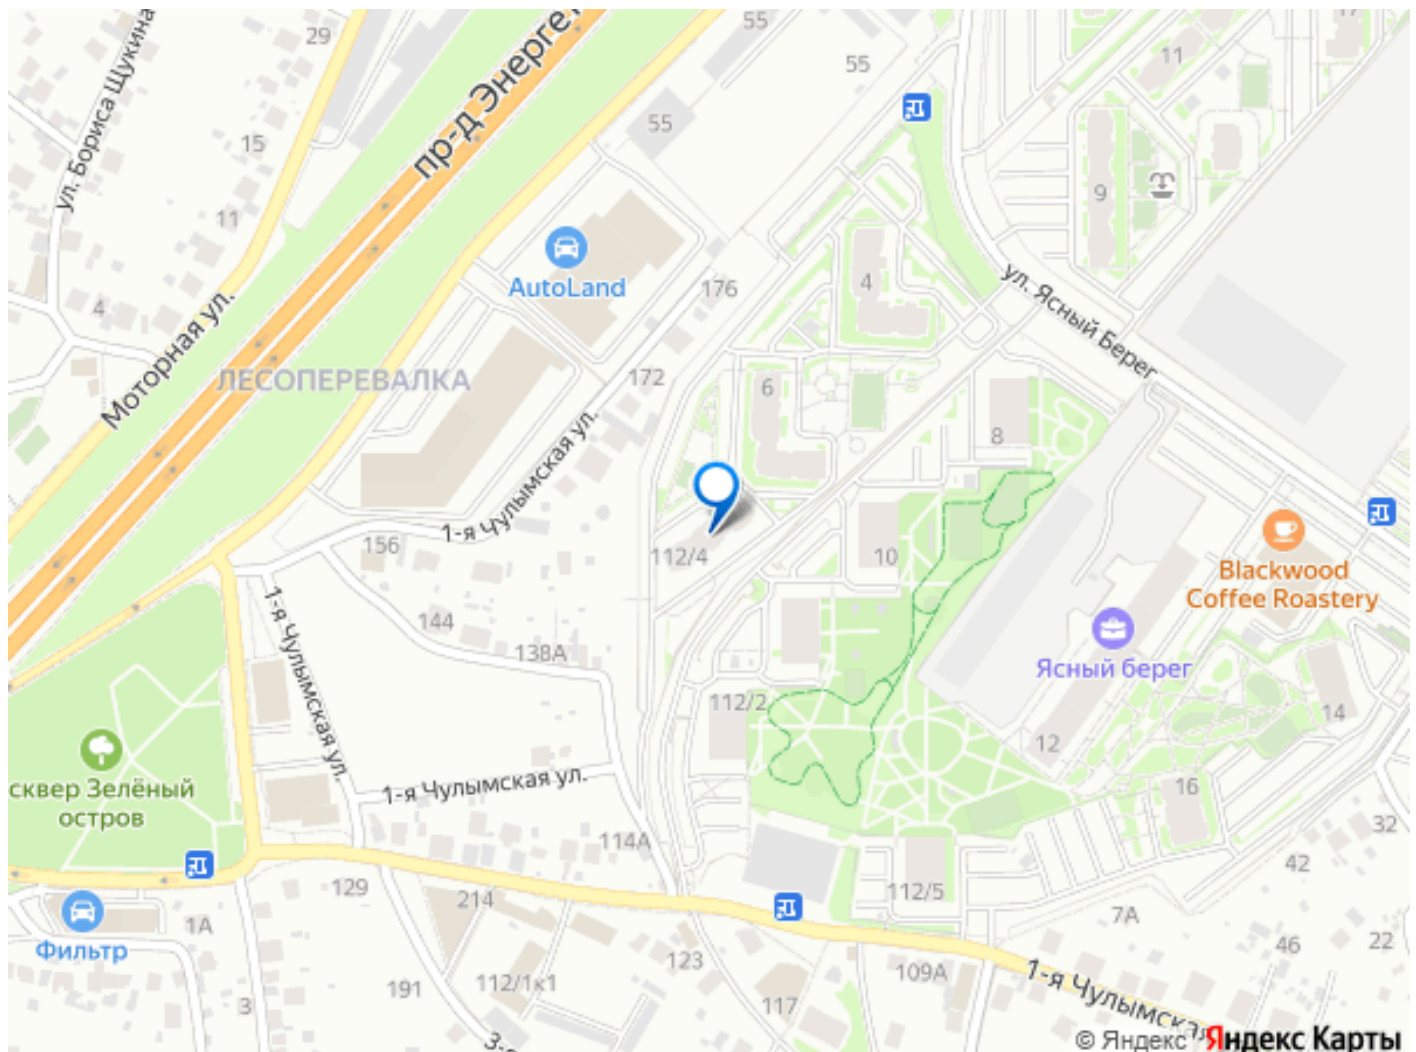 29
55
ул. Бориса Щукина
пр-д Энергет
55
17
11
55
15
9
11
AutoLand
176
4
ул. Ясный Берег
4
Моторная ул.
ЛЕСОПЕРЕВАЛКА
172
6
8
1-я Чулымская ул.
156
112/4
10
Blackwood
Coffee Roastery
1-я Чулымская ул.
144
138А
Ясный берег
112/2
14
12
сквер Зелёный
остров
1-я Чулымская ул.
16
32
114А
42
129
214
112/5
1А
7А
Фильтр
123
46
22
191
112/1к1
109А
117
1-я Чулымская
3
3-я
© Яндекс Яндекс Карты